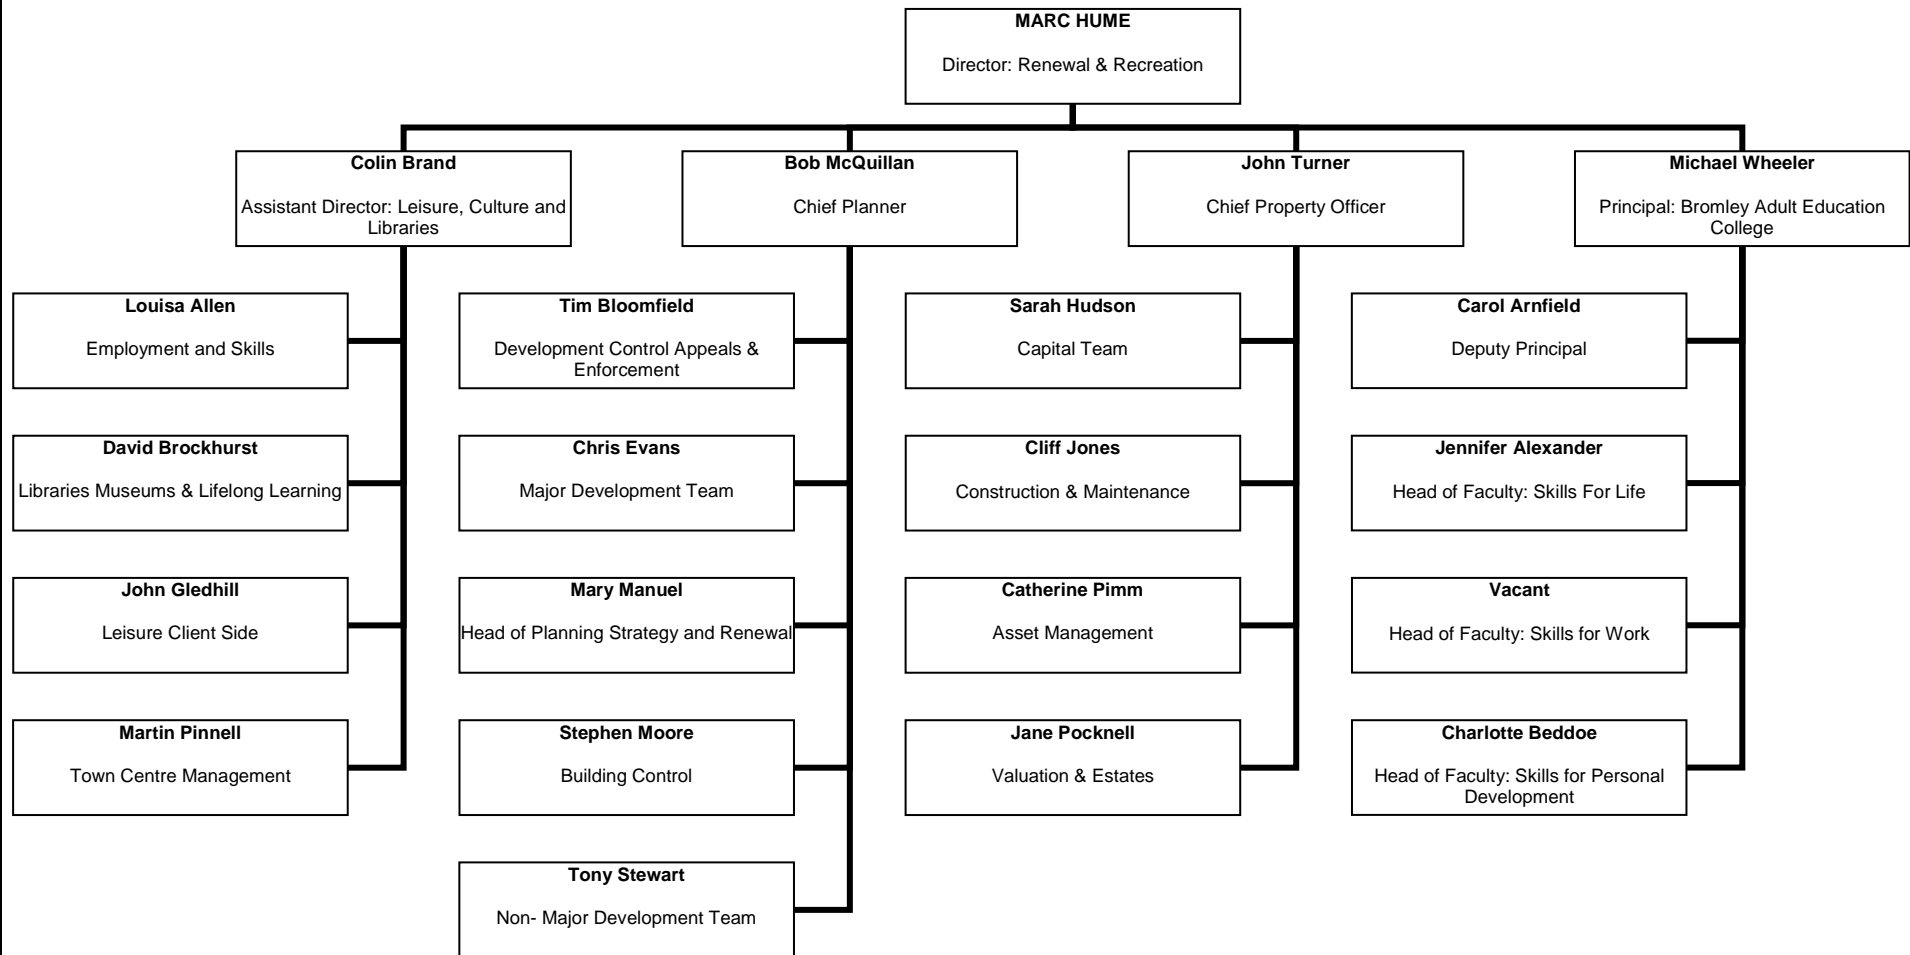 MARC HUME
Director: Renewal & Recreation
Colin Brand
Assistant Director: Leisure, Culture and
Libraries
Bob McQuillan
Chief Planner
John Turner
Chief Property Officer
Michael Wheeler
Principal: Bromley Adult Education
College
Louisa Allen
Employment and Skills
Tim Bloomfield
Development Control Appeals &
Enforcement
Sarah Hudson
Capital Team
Carol Arnfield
Deputy Principal
David Brockhurst
Libraries Museums & Lifelong Learning
Chris Evans
Major Development Team
Cliff Jones
Construction & Maintenance
Jennifer Alexander
Head of Faculty: Skills For Life
John Gledhill
Leisure Client Side
Mary Manuel
Head of Planning Strategy and Renewal
Catherine Pimm
Asset Management
Vacant
Head of Faculty: Skills for Work
Martin Pinnell
Town Centre Management
Stephen Moore
Building Control
Jane Pocknell
Valuation & Estates
Charlotte Beddoe
Head of Faculty: Skills for Personal
Development
Tony Stewart
Non- Major Development Team